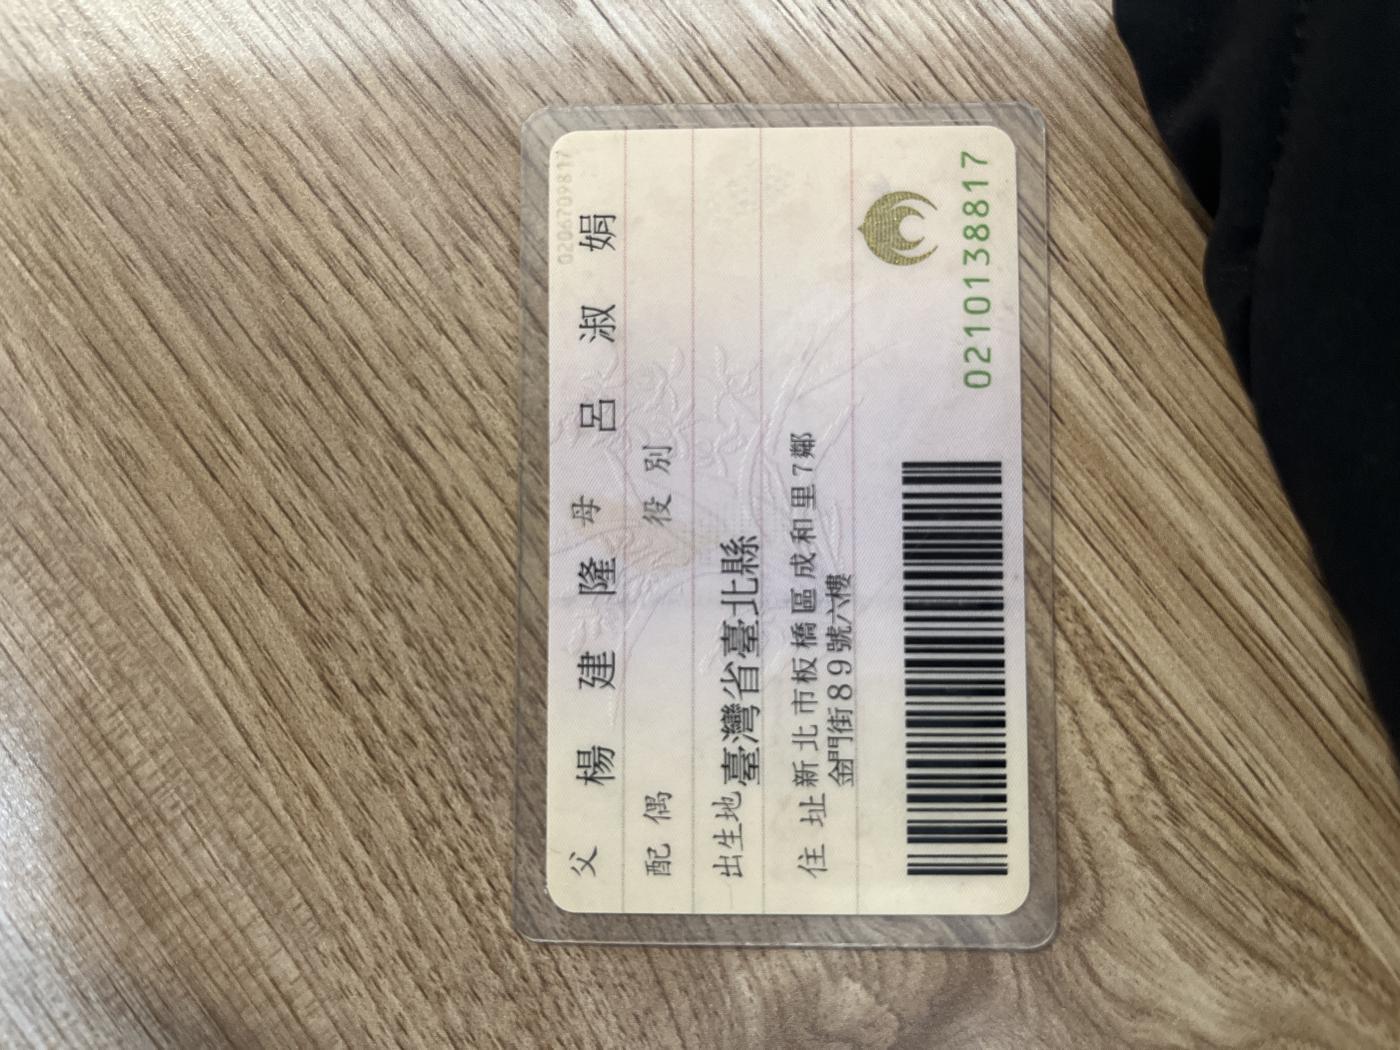 0206709817
父 楊建隆 母 呂淑娟
配偶 役別
出生地 臺灣省臺北縣
住址 新北市板橋區成和里7鄰
金門街89號六樓
0210138817